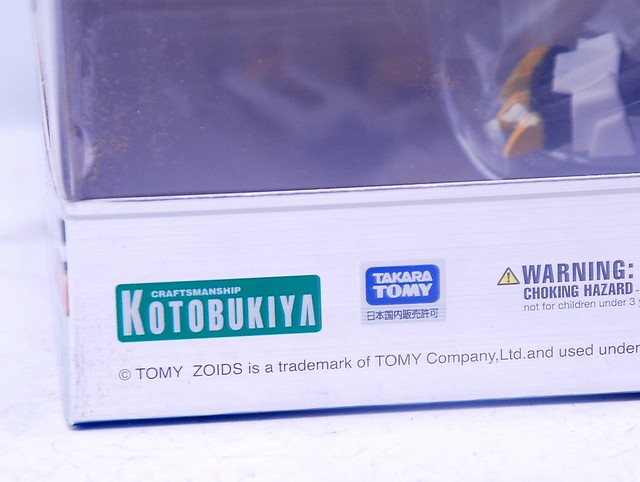 CRAFTSMANSHIP
KOTOBUKIYA
TAKARA
TOMY
日本国内販売許可
WARNING:
CHOKING HAZARD-
not for children under 3
© TOMY ZOIDS is a trademark of TOMY Company,Ltd.and used under